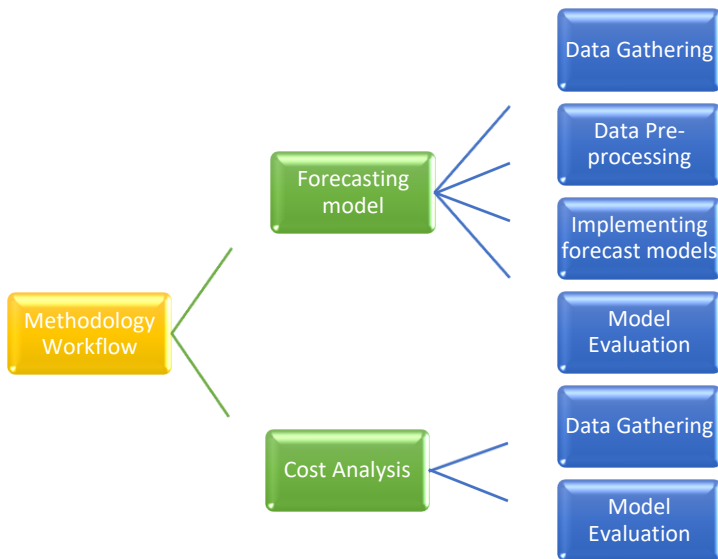 Data Gathering
Data Pre-
processing
Forecasting
model
Implementing
forecast models
Methodology
Workflow
Model
Evaluation
Data Gathering
Cost Analysis
Model
Evaluation